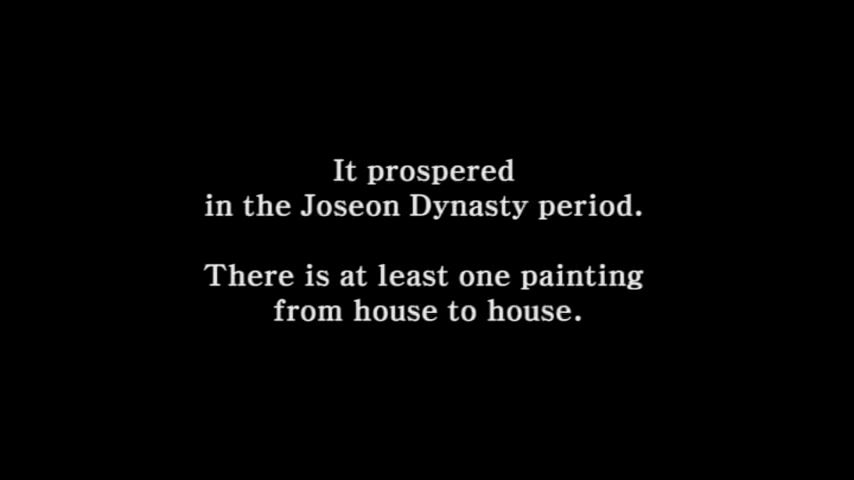 It prospered
in the Joseon Dynasty period.
There is at least one painting
from house to house.